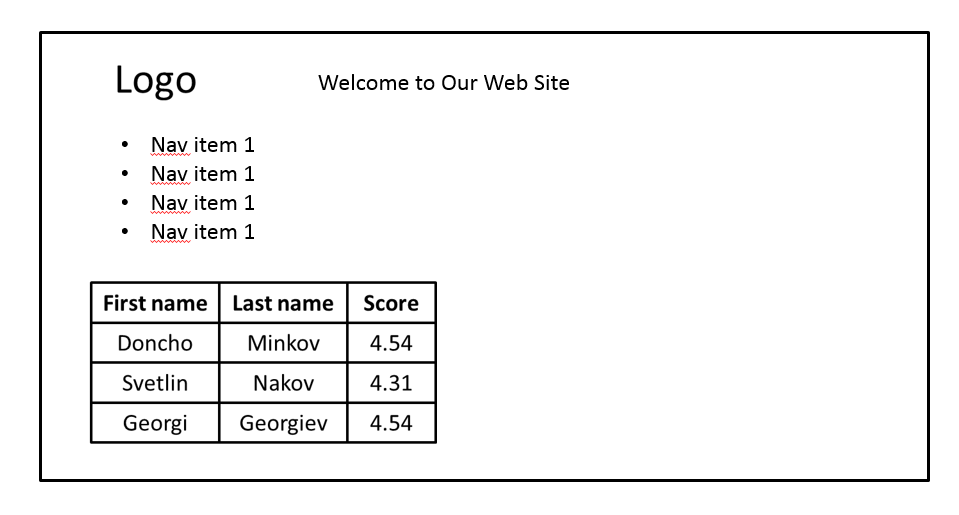 Logo Welcome to Our Web Site
• Nav item 1
• Nav item 1
• Nav item 1
• Nav item 1
First name Last name Score
Doncho Minkov 4.54
Svetlin Nakov 4.31
Georgi Georgiev 4.54